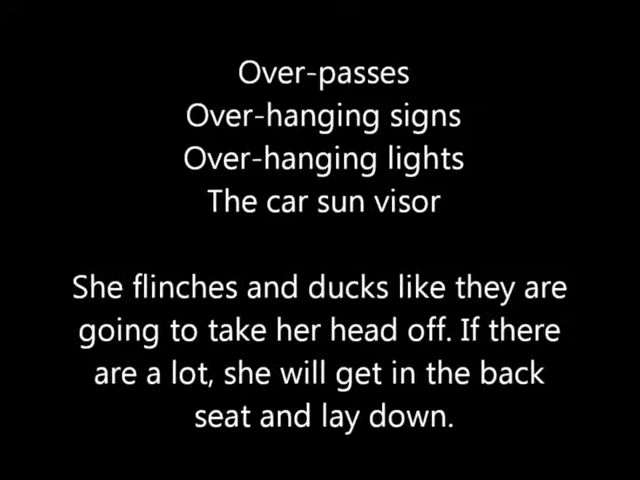 Over-passes
Over-hanging signs
Over-hanging lights
The car sun visor
She flinches and ducks like they are
going to take her head off. If there
are a lot, she will get in the back
seat and lay down.